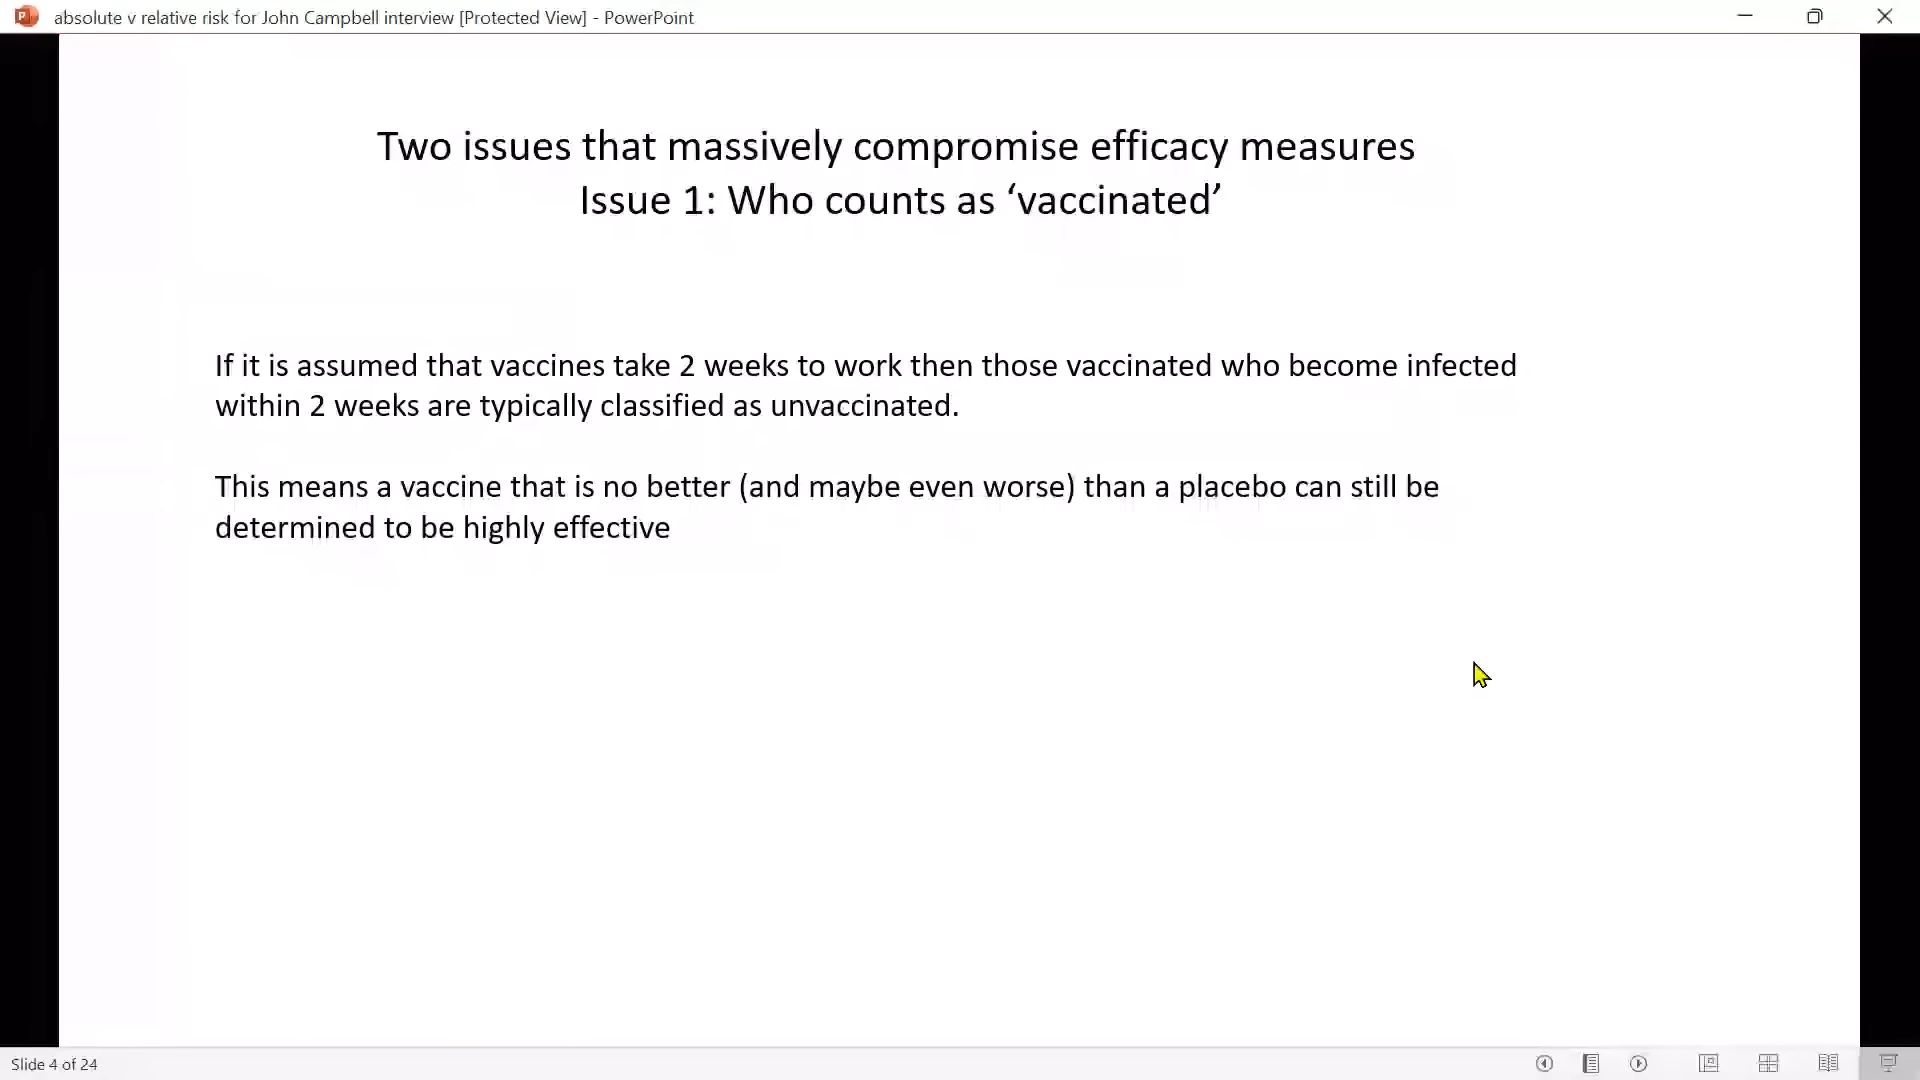 absolute v relative risk for John Campbell interview [Protected View] - PowerPoint
Two issues that massively compromise efficacy measures
Issue 1: Who counts as ‘vaccinated’
If it is assumed that vaccines take 2 weeks to work then those vaccinated who become infected
within 2 weeks are typically classified as unvaccinated.
This means a vaccine that is no better (and maybe even worse) than a placebo can still be
determined to be highly effective
Slide 4 of 24